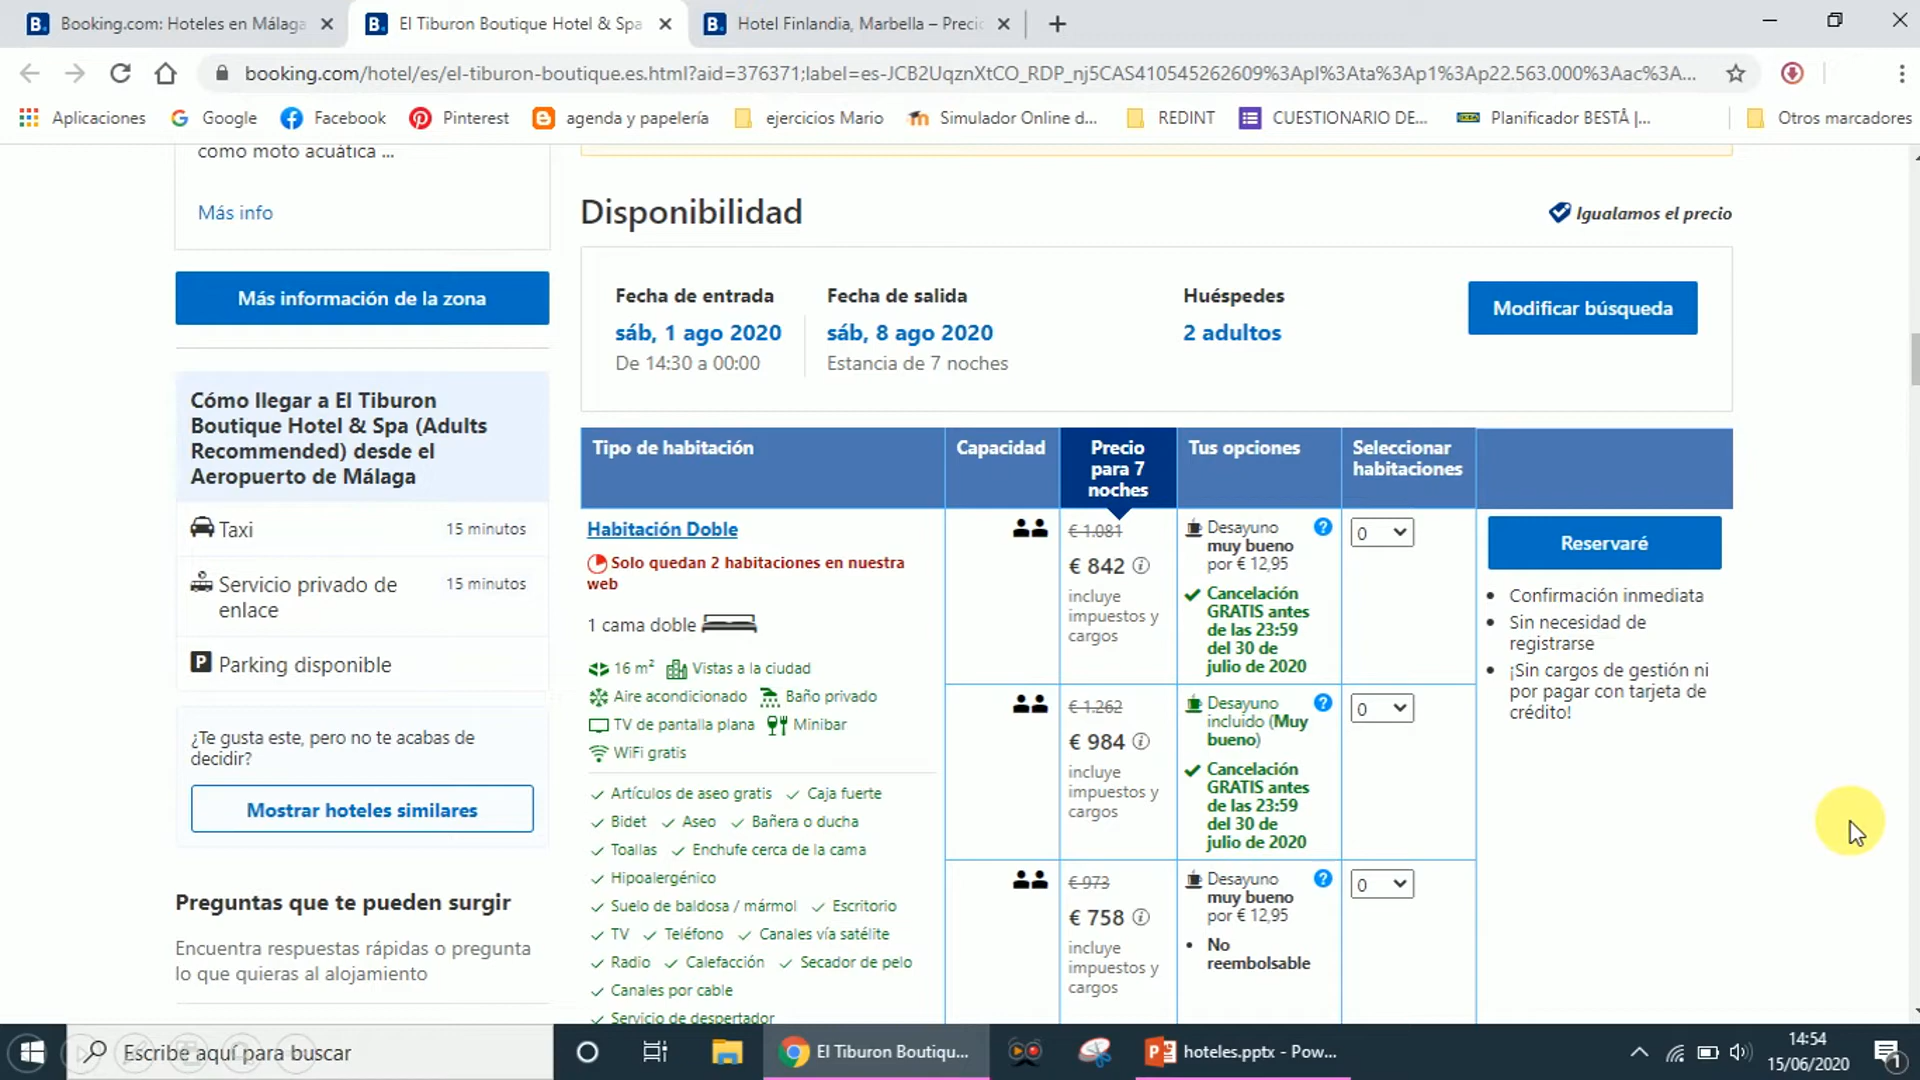 Booking.com: Hoteles en Málaga
El Tiburon Boutique Hotel & Spa
Hotel Finlandia, Marbella – Preci
booking.com/hotel/es/el-tiburon-boutique.es.html?aid=376371;label=es-JCB2UqznXtCO_RDP_nj5CAS410545262609%3Apl%3Ata%3Ap1%3Ap22.563.000%3Aac%3A...
Aplicaciones
Google
Facebook
Pinterest
agenda y papelería
ejercicios Mario
Simulador Online d...
REDINT
CUESTIONARIO DE...
Planificador BESTÅ |...
Otros marcadores
como moto acuática ...
Más info
Más información de la zona
Cómo llegar a El Tiburon
Boutique Hotel & Spa (Adults
Recommended) desde el
Aeropuerto de Málaga
Taxi 15 minutos
Servicio privado de 15 minutos
enlace
P Parking disponible
¿Te gusta este, pero no te acabas de
decidir?
Mostrar hoteles similares
Preguntas que te pueden surgir
Encuentra respuestas rápidas o pregunta
lo que quieras al alojamiento
Disponibilidad
Igualamos el precio
Fecha de entrada
sáb, 1 ago 2020
De 14:30 a 00:00
Fecha de salida
sáb, 8 ago 2020
Estancia de 7 noches
Huéspedes
2 adultos
Modificar búsqueda
Tipo de habitación
Capacidad
Precio
para 7
noches
Tus opciones
Seleccionar
habitaciones
Habitación Doble
Solo quedan 2 habitaciones en nuestra
web
1 cama doble
16 m² Vistas a la ciudad
Aire acondicionado Baño privado
TV de pantalla plana Minibar
WiFi gratis
Artículos de aseo gratis Caja fuerte
Bidet Aseo Bañera o ducha
Toallas Enchufe cerca de la cama
Hipoalergénico
Suelo de baldosa / mármol Escritorio
TV Teléfono Canales vía satélite
Radio Calefacción Secador de pelo
Canales por cable
Servicio de despertador
€ 1.081
€ 842
incluye
impuestos y
cargos
Desayuno
muy bueno
por € 12,95
Cancelación
GRATIS antes
de las 23:59
del 30 de
julio de 2020
0
€ 1.262
€ 984
incluye
impuestos y
cargos
Desayuno
incluido (Muy
bueno)
Cancelación
GRATIS antes
de las 23:59
del 30 de
julio de 2020
0
€ 973
€ 758
incluye
impuestos y
cargos
Desayuno
muy bueno
por € 12,95
No
reembolsable
0
Reservaré
Confirmación inmediata
Sin necesidad de
registrarse
¡Sin cargos de gestión ni
por pagar con tarjeta de
crédito!
Escribe aquí para buscar
El Tiburon Boutiqu...
hoteles.pptx - Pow...
14:54
15/06/2020
1